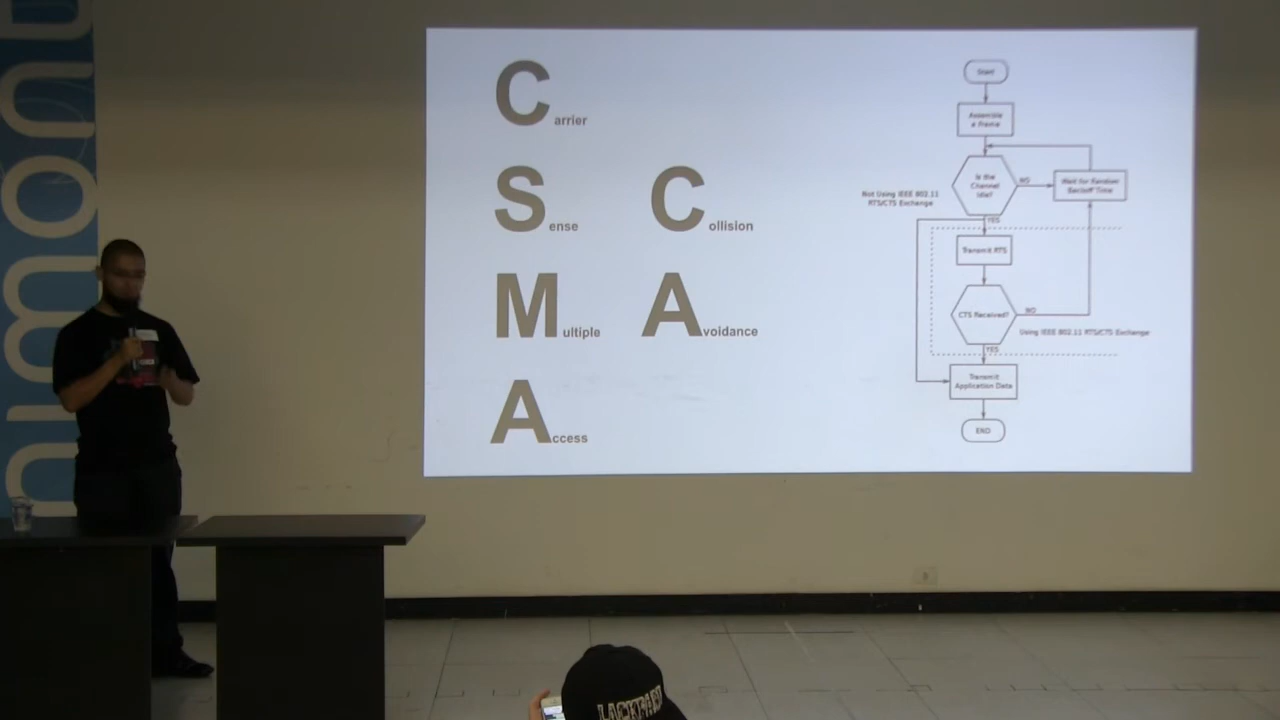 Carrier
Sense
Multiple
Access
Collision
Avoidance
Start
Assemble
a Frame
Is the
Channel
Idle?
NO
Wait for Random
Backoff Time
Not Using IEEE 802.11
RTS/CTS Exchange
YES
Transmit RTS
CTS Received?
NO
Using IEEE 802.11 RTS/CTS Exchange
YES
Transmit
Application Data
END